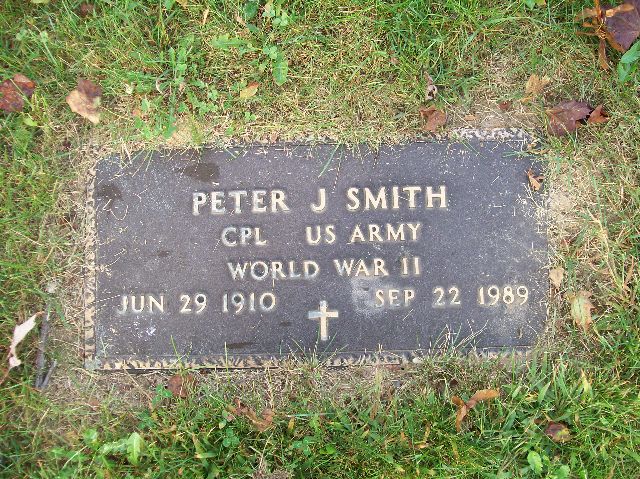 PETER J SMITH
CPL US ARMY
WORLD WAR II
JUN 29 1910 SEP 22 1989